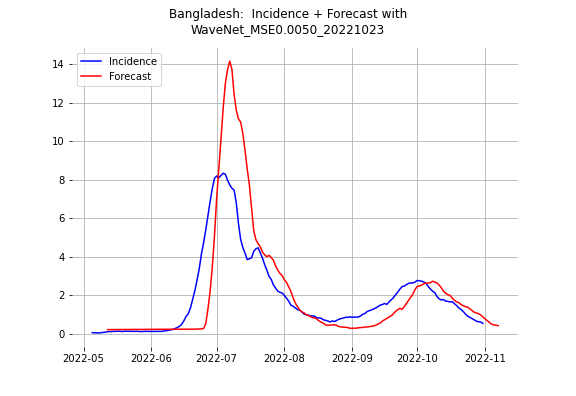 Bangladesh:  Incidence + Forecast with
WaveNet_MSE0.0050_20221023
Incidence
Forecast
14
12
10
8
6
4
2
0
2022-05 2022-06 2022-07 2022-08 2022-09 2022-10 2022-11